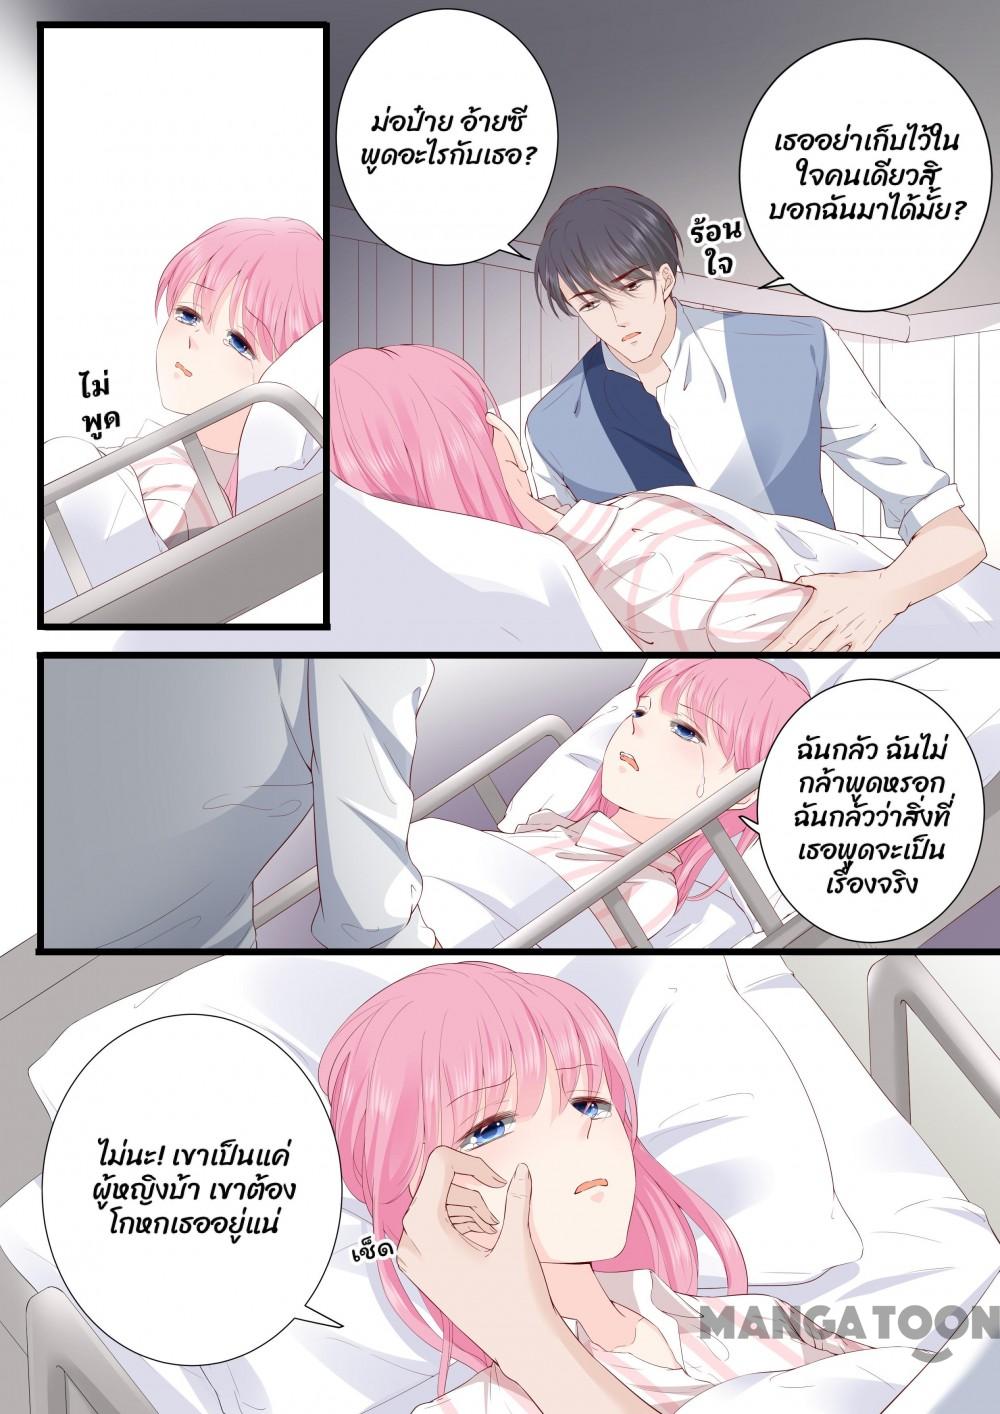 ม่อป๋าย อ้ายซี
พูดอะไรกับเธอ?
เธออย่าเก็บไว้ใน
ใจคนเดียวสิ
บอกฉันมาได้มั้ย?
ร้อน
ใจ
ไม่
พูด
ฉันกลัว ฉันไม่
กล้าพูดหรอก
ฉันกลัวว่าสิ่งที่
เธอพูดจะเป็น
เรื่องจริง
ไม่นะ! เขาเป็นแค่
ผู้หญิงบ้า เขาต้อง
โกหกเธออยู่แน่
เช็ด
MANGATOON